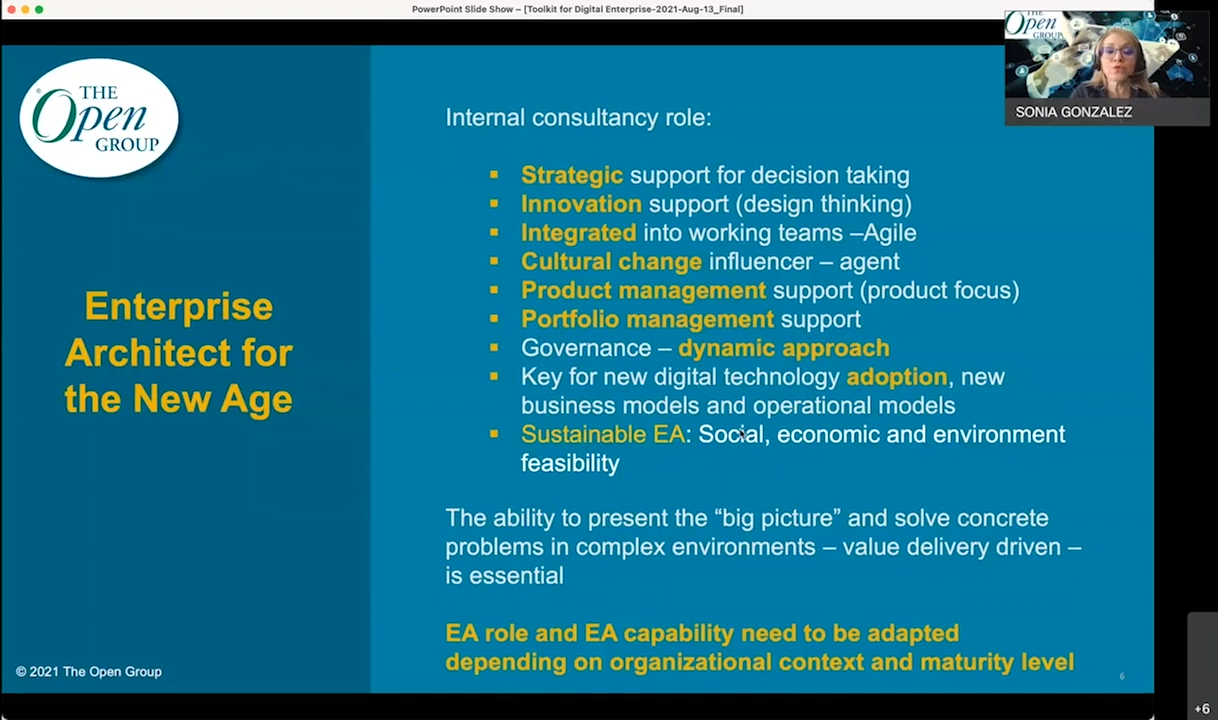 PowerPoint Slide Show – [Toolkit for Digital Enterprise-2021-Aug-13_Final]
THE
Open
GROUP
THE
Open
GROUP
SONIA GONZALEZ
Enterprise
Architect for
the New Age
Internal consultancy role:
▪ Strategic support for decision taking
▪ Innovation support (design thinking)
▪ Integrated into working teams –Agile
▪ Cultural change influencer – agent
▪ Product management support (product focus)
▪ Portfolio management support
▪ Governance – dynamic approach
▪ Key for new digital technology adoption, new
business models and operational models
▪ Sustainable EA: Social, economic and environment
feasibility
The ability to present the “big picture” and solve concrete
problems in complex environments – value delivery driven –
is essential
EA role and EA capability need to be adapted
depending on organizational context and maturity level
© 2021 The Open Group
6
+6